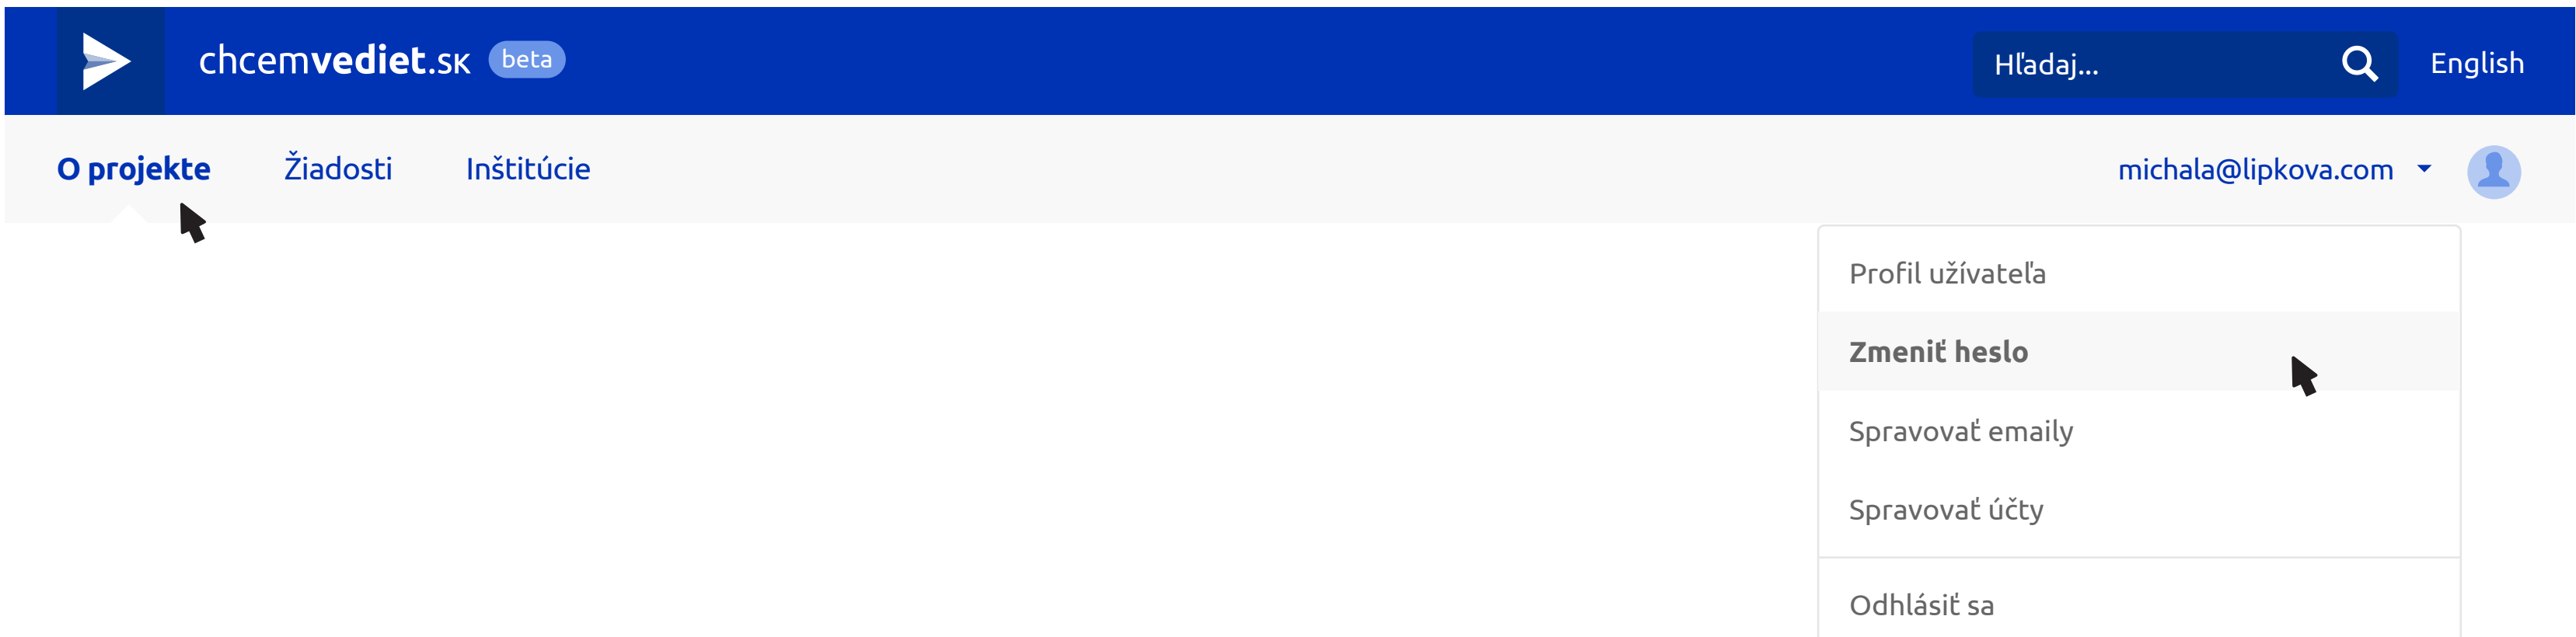 chcemvediet.sk beta
Hľadaj... English
O projekte Žiadosti Inštitúcie michala@lipkova.com
Profil užívateľa
Zmeniť heslo
Spravovať emaily
Spravovať účty
Odhlásiť sa